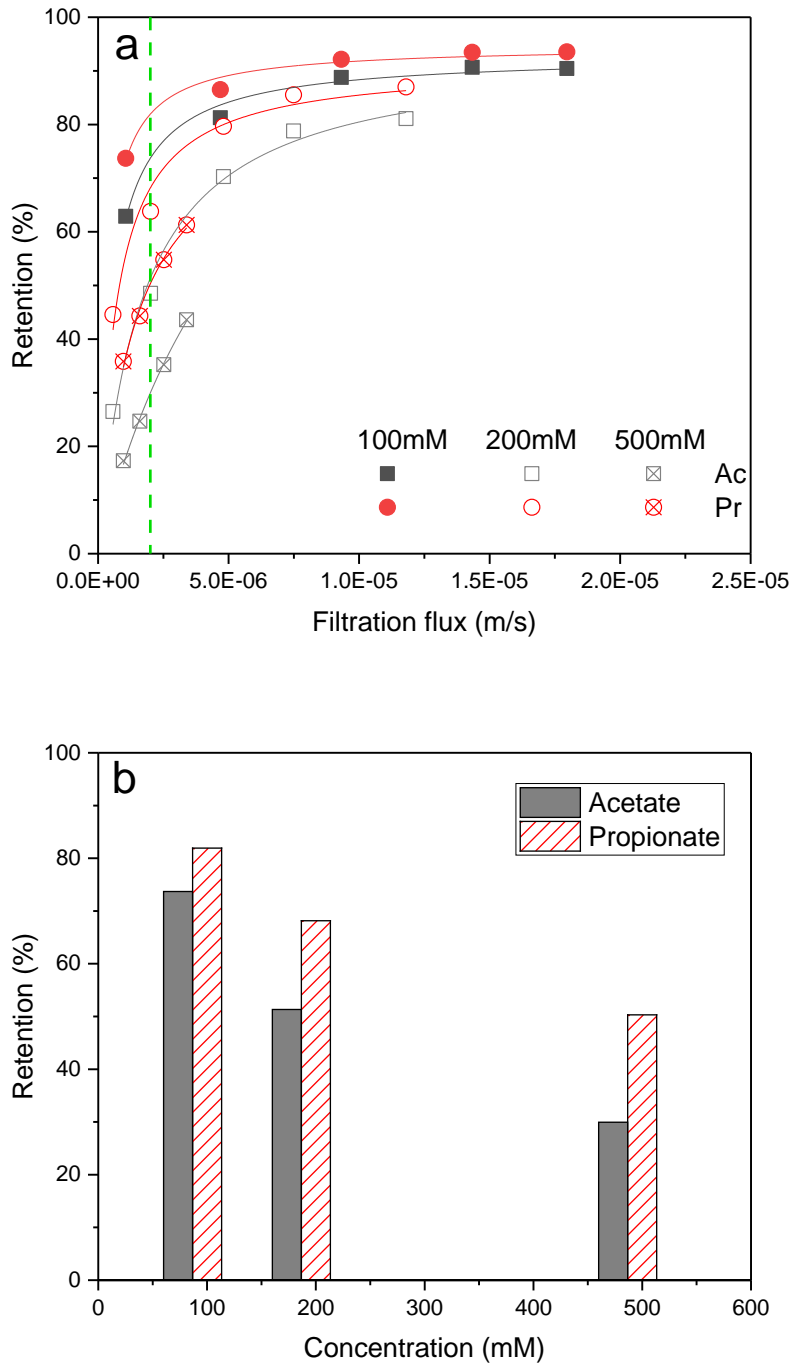 a
100
80
60
40
20
0
Retention (%)
100mM 200mM 500mM
Ac
Pr
0.0E+00 5.0E-06 1.0E-05 1.5E-05 2.0E-05 2.5E-05
Filtration flux (m/s)
b
100
80
60
40
20
0
Retention (%)
Acetate
Propionate
0 100 200 300 400 500 600
Concentration (mM)